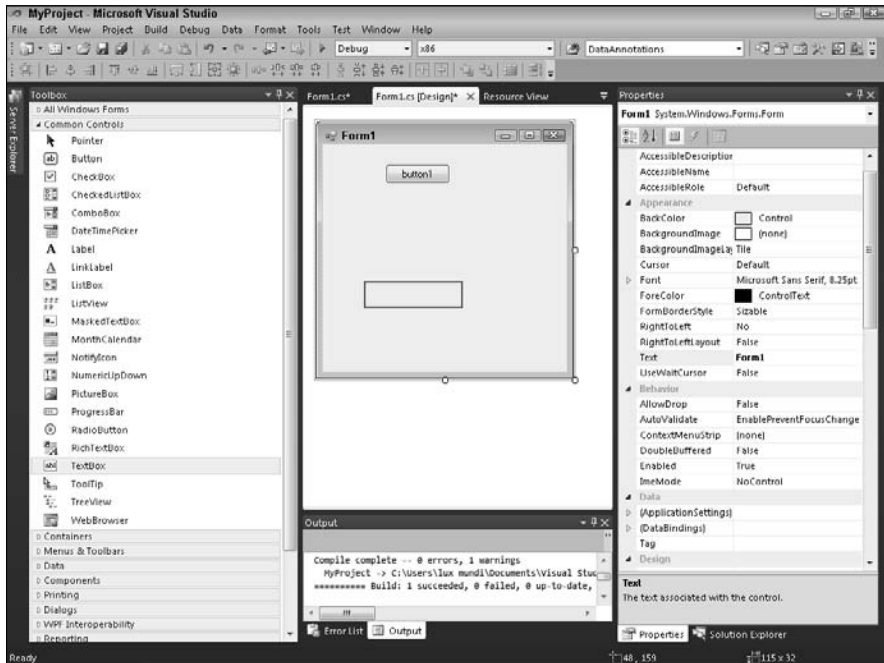 MyProject - Microsoft Visual Studio
File Edit View Project Build Debug Data Format Tools Test Window Help
Debug x86 DataAnnotations
Server Explorer
Toolbox
All Windows Forms
Common Controls
Pointer
Button
CheckBox
CheckedListBox
ComboBox
DateTimePicker
Label
LinkLabel
ListBox
ListView
MaskedTextBox
MonthCalendar
NotifyIcon
NumericUpDown
PictureBox
ProgressBar
RadioButton
RichTextBox
TextBox
ToolTip
TreeView
WebBrowser
Containers
Menus & Toolbars
Data
Components
Printing
Dialogs
WPF Interoperability
Reporting
Form1.cs* Form1.cs [Design]* Resource View
Form1
button1
Output
Compile complete -- 0 errors, 1 warnings
MyProject -> C:\Users\lux mundi\Documents\Visual Stuc
========== Build: 1 succeeded, 0 failed, 0 up-to-date,
Error List Output
Properties
Form1 System.Windows.Forms.Form
AccessibleDescription
AccessibleName
AccessibleRole Default
Appearance
BackColor Control
BackgroundImage (none)
BackgroundImageLay Tile
Cursor Default
Font Microsoft Sans Serif, 8.25pt
ForeColor ControlText
FormBorderStyle Sizable
RightToLeft No
RightToLeftLayout False
Text Form1
UseWaitCursor False
Behavior
AllowDrop False
AutoValidate EnablePreventFocusChange
ContextMenuStrip (none)
DoubleBuffered False
Enabled True
ImeMode NoControl
Data
(ApplicationSettings)
(DataBindings)
Tag
Design
Text
The text associated with the control.
Properties Solution Explorer
Ready 48, 159 115 x 32